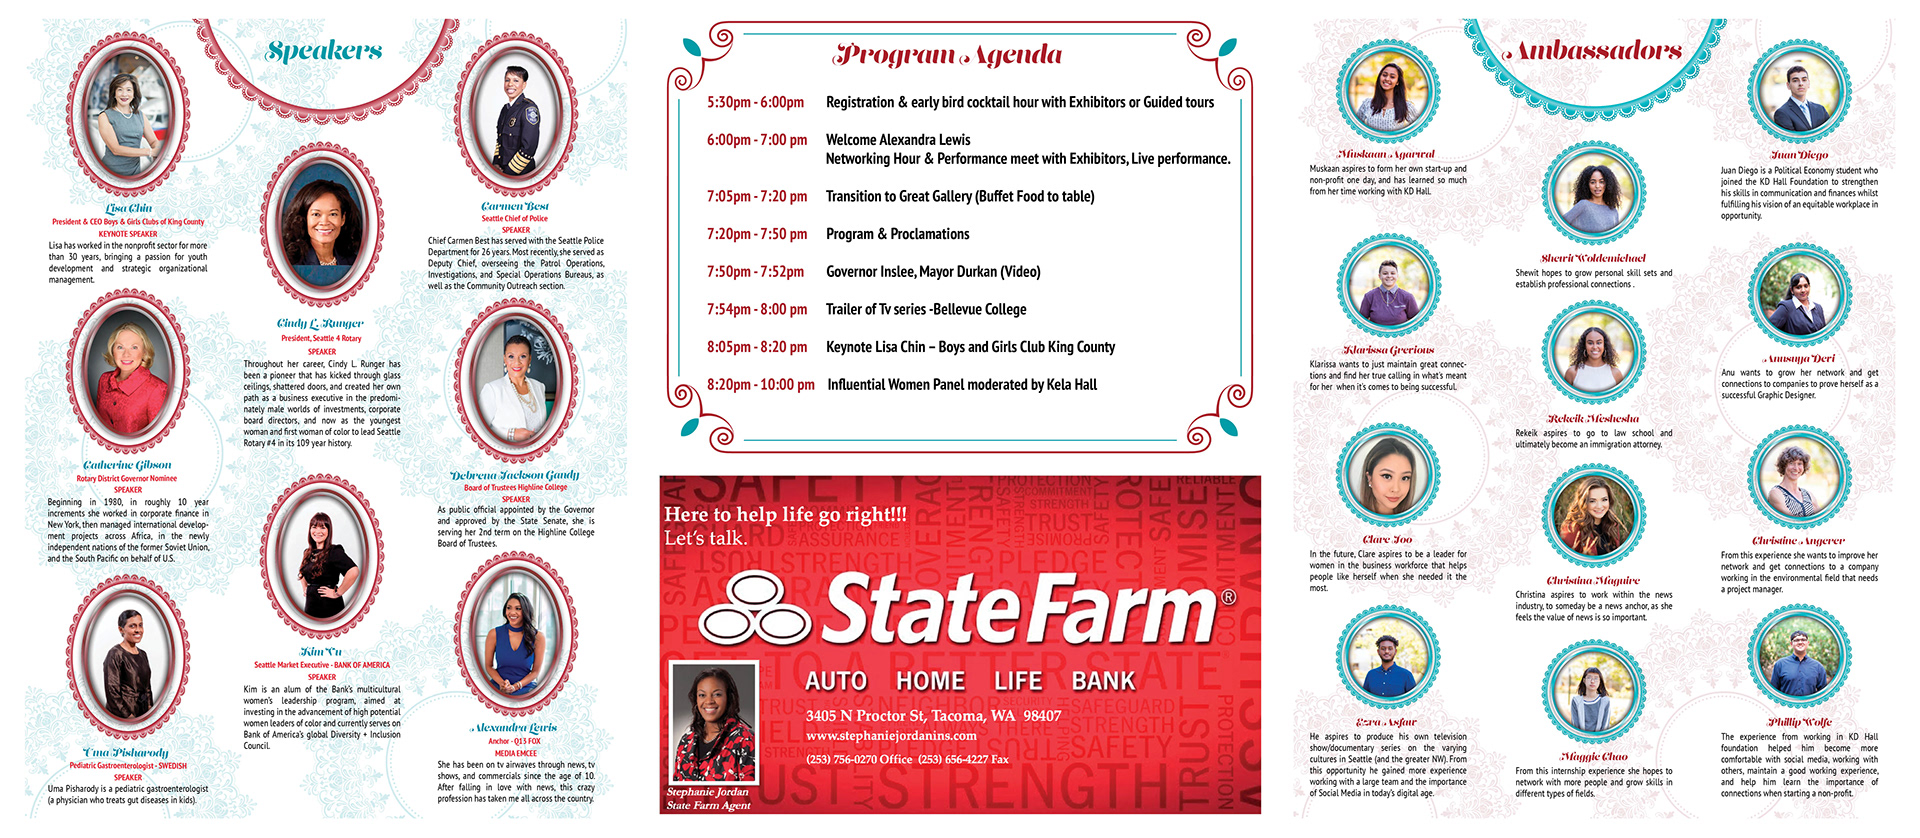 Speakers
Lisa Chin
President & CEO Boys & Girls Clubs of King County
KEYNOTE SPEAKER
Lisa has worked in the nonprofit sector for more
than 30 years, bringing a passion for youth
development and strategic organizational
management.
Catherine Gibson
Rotary District Governor Nominee
SPEAKER
Beginning in 1980, in roughly 10 year
increments she worked in corporate finance in
New York, then managed international develop-
ment projects across Africa, in the newly
independent nations of the former Soviet Union,
and the South Pacific on behalf of U.S.
Uma Pisharody
Pediatric Gastroenterologist - SWEDISH
SPEAKER
Uma Pisharody is a pediatric gastroenterologist
(a physician who treats gut diseases in kids).
Cindy L. Runger
President, Seattle 4 Rotary
SPEAKER
Throughout her career, Cindy L. Runger has
been a pioneer that has kicked through glass
ceilings, shattered doors, and created her own
path as a business executive in the predomi-
nately male worlds of investments, corporate
board directors, and now as the youngest
woman and first woman of color to lead Seattle
Rotary #4 in its 109 year history.
Kim Vu
Seattle Market Executive - BANK OF AMERICA
SPEAKER
Kim is an alum of the Bank's multicultural
women's leadership program, aimed at
investing in the advancement of high potential
women leaders of color and currently serves on
Bank of America's global Diversity + Inclusion
Council.
Carmen Best
Seattle Chief of Police
SPEAKER
Chief Carmen Best has served with the Seattle Police
Department for 26 years. Most recently, she served as
Deputy Chief, overseeing the Patrol Operations,
Investigations, and Special Operations Bureaus, as
well as the Community Outreach section.
Debrena Jackson Gandy
Board of Trustees Highline College
SPEAKER
As public official appointed by the Governor
and approved by the State Senate, she is
serving her 2nd term on the Highline College
Board of Trustees.
Alexandra Lewis
Anchor - Q13 FOX
MEDIA EMCEE
She has been on tv airwaves through news, tv
shows, and commercials since the age of 10.
After falling in love with news, this crazy
profession has taken me all across the country.
Program Agenda
5:30pm - 6:00pm Registration & early bird cocktail hour with Exhibitors or Guided tours
6:00pm - 7:00 pm Welcome Alexandra Lewis
Networking Hour & Performance meet with Exhibitors, Live performance.
7:05pm - 7:20 pm Transition to Great Gallery (Buffet Food to table)
7:20pm - 7:50 pm Program & Proclamations
7:50pm - 7:52pm Governor Inslee, Mayor Durkan (Video)
7:54pm - 8:00 pm Trailer of Tv series -Bellevue College
8:05pm - 8:20 pm Keynote Lisa Chin – Boys and Girls Club King County
8:20pm - 10:00 pm Influential Women Panel moderated by Kela Hall
Here to help life go right!!!
Let's talk.
StateFarm®
AUTO HOME LIFE BANK
3405 N Proctor St, Tacoma, WA 98407
www.stephaniejordanins.com
(253) 756-0270 Office (253) 656-4227 Fax
Stephanie Jordan
State Farm Agent
Ambassadors
Muskaan Agarwal
Muskaan aspires to form her own start-up and
non-profit one day, and has learned so much
from her time working with KD Hall.
Klarissa Grevious
Klarissa wants to just maintain great connec-
tions and find her true calling in what's meant
for her when it's comes to being successful.
Clare Joo
In the future, Clare aspires to be a leader for
women in the business workforce that helps
people like herself when she needed it the
most.
Ezra Asfaw
He aspires to produce his own television
show/documentary series on the varying
cultures in Seattle (and the greater NW). From
this opportunity he gained more experience
working with a large team and the importance
of Social Media in today's digital age.
Shewit Woldemichael
Shewit hopes to grow personal skill sets and
establish professional connections .
Rekeik Meshesha
Rekeik aspires to go to law school and
ultimately become an immigration attorney.
Christina Maguire
Christina aspires to work within the news
industry, to someday be a news anchor, as she
feels the value of news is so important.
Maggie Chao
From this internship experience she hopes to
network with more people and grow skills in
different types of fields.
Juan Diego
Juan Diego is a Political Economy student who
joined the KD Hall Foundation to strengthen
his skills in communication and finances whilst
fulfilling his vision of an equitable workplace in
opportunity.
Anusuya Devi
Anu wants to grow her network and get
connections to companies to prove herself as a
successful Graphic Designer.
Christine Angerer
From this experience she wants to improve her
network and get connections to a company
working in the environmental field that needs
a project manager.
Phillip Wolfe
The experience from working in KD Hall
foundation helped him become more
comfortable with social media, working with
others, maintain a good working experience,
and help him learn the importance of
connections when starting a non-profit.